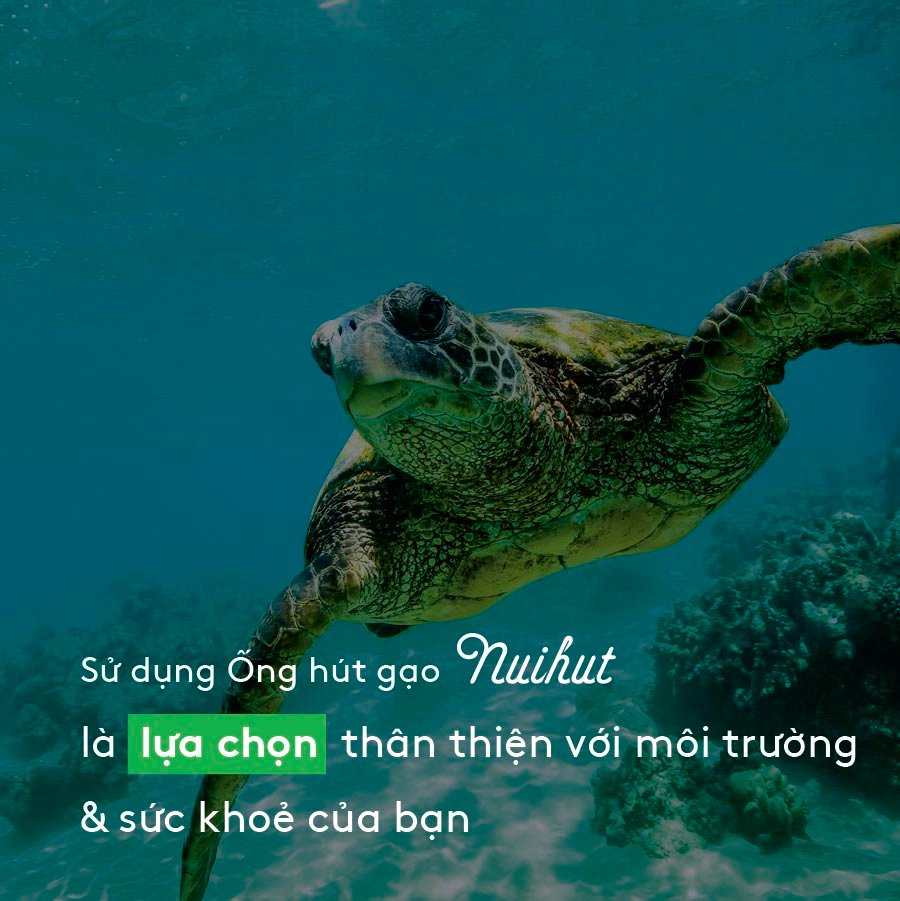 Sử dụng Ống hút gạo Nuihut
là lựa chọn thân thiện với môi trường
& sức khoẻ của bạn